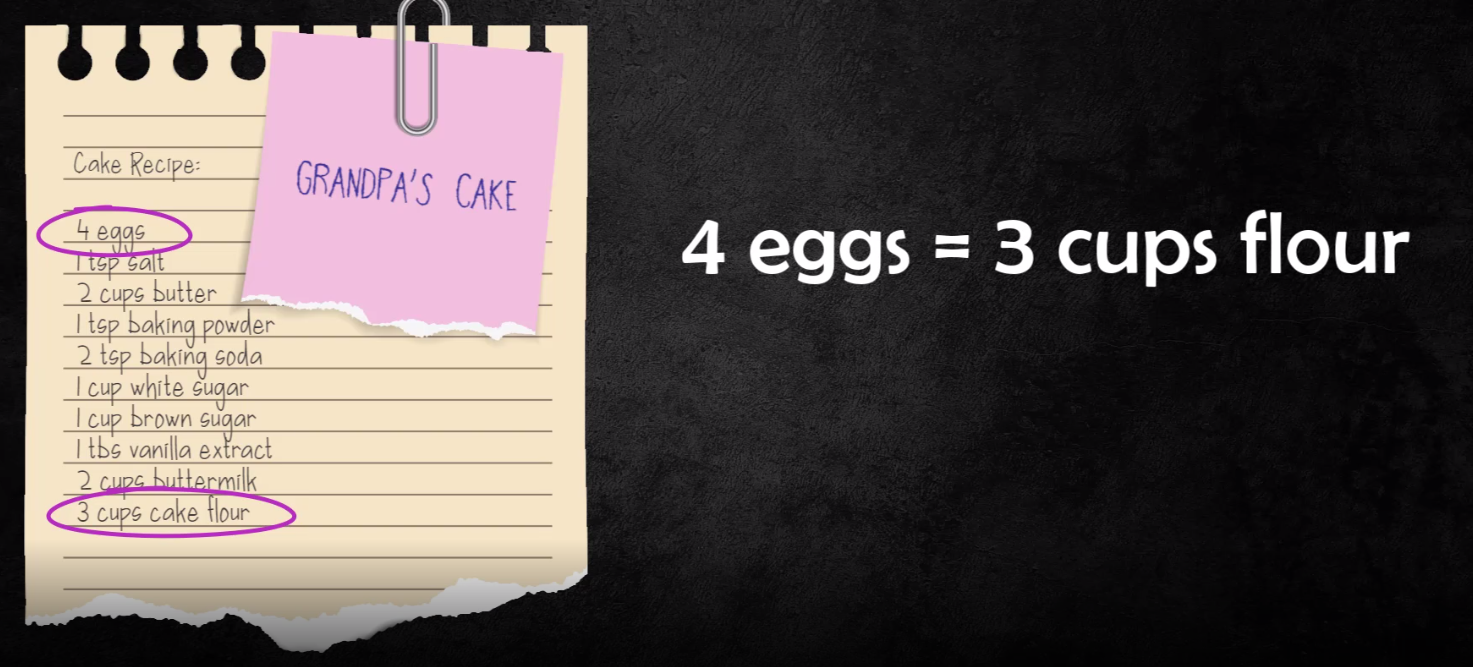 Cake Recipe:
GRANDPA'S CAKE
4 eggs
1 tsp salt
2 cups butter
1 tsp baking powder
2 tsp baking soda
1 cup white sugar
1 cup brown sugar
1 tbs vanilla extract
2 cups buttermilk
3 cups cake flour
4 eggs = 3 cups flour